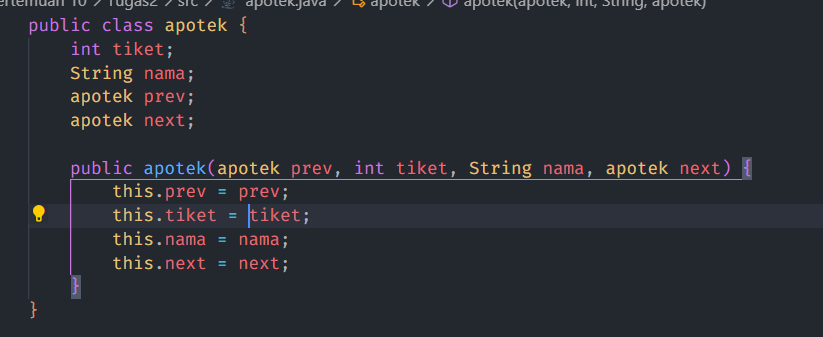 ertemuan 10 > Tugas2 > src > apotek.java > apotek > apotek(apotek, int, String, apotek)
public class apotek {
int tiket;
String nama;
apotek prev;
apotek next;
public apotek(apotek prev, int tiket, String nama, apotek next) {
this.prev = prev;
this.tiket = tiket;
this.nama = nama;
this.next = next;
}
}